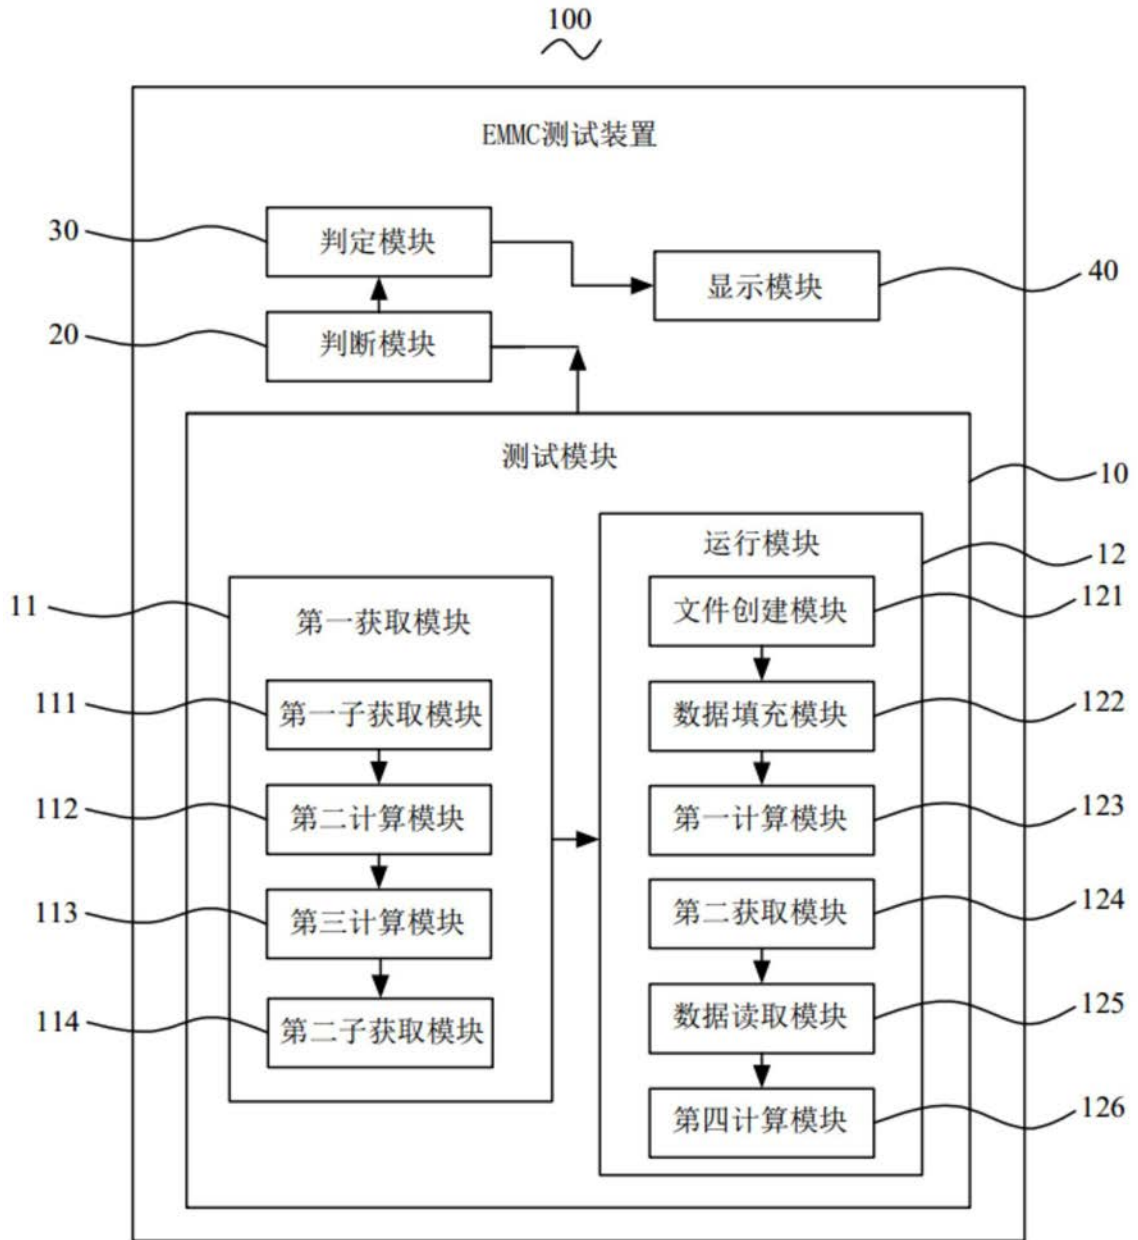 100
EMMC测试装置
30
判定模块
显示模块
40
20
判断模块
测试模块
10
运行模块
12
11
第一获取模块
文件创建模块
121
111
第一子获取模块
数据填充模块
122
112
第二计算模块
第一计算模块
123
113
第三计算模块
第二获取模块
124
114
第二子获取模块
数据读取模块
125
第四计算模块
126